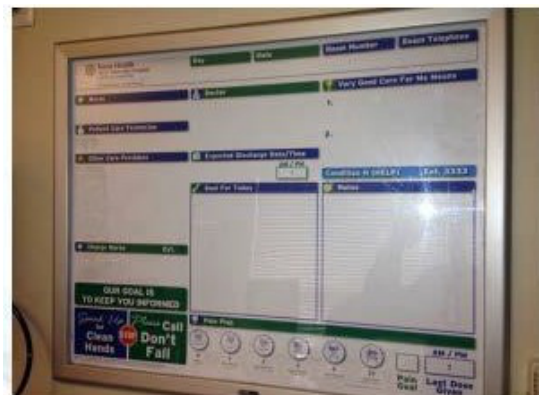 Day
Date
Room Number
Room Telephone
Nurse
Doctor
Very Good Care For Me Means
1.
2.
Patient Care Technician
Other Care Providers
Expected Discharge Date/Time
AM / PM
:
Condition H (HELP) Ext. 3333
Goal For Today
Notes
Charge Nurse
Ext.
OUR GOAL IS
TO KEEP YOU INFORMED
Speak Up
for
Clean
Hands
STOP
Please Call
Don't
Fall
Pain
Goal
AM / PM
:
Last Dose
Given